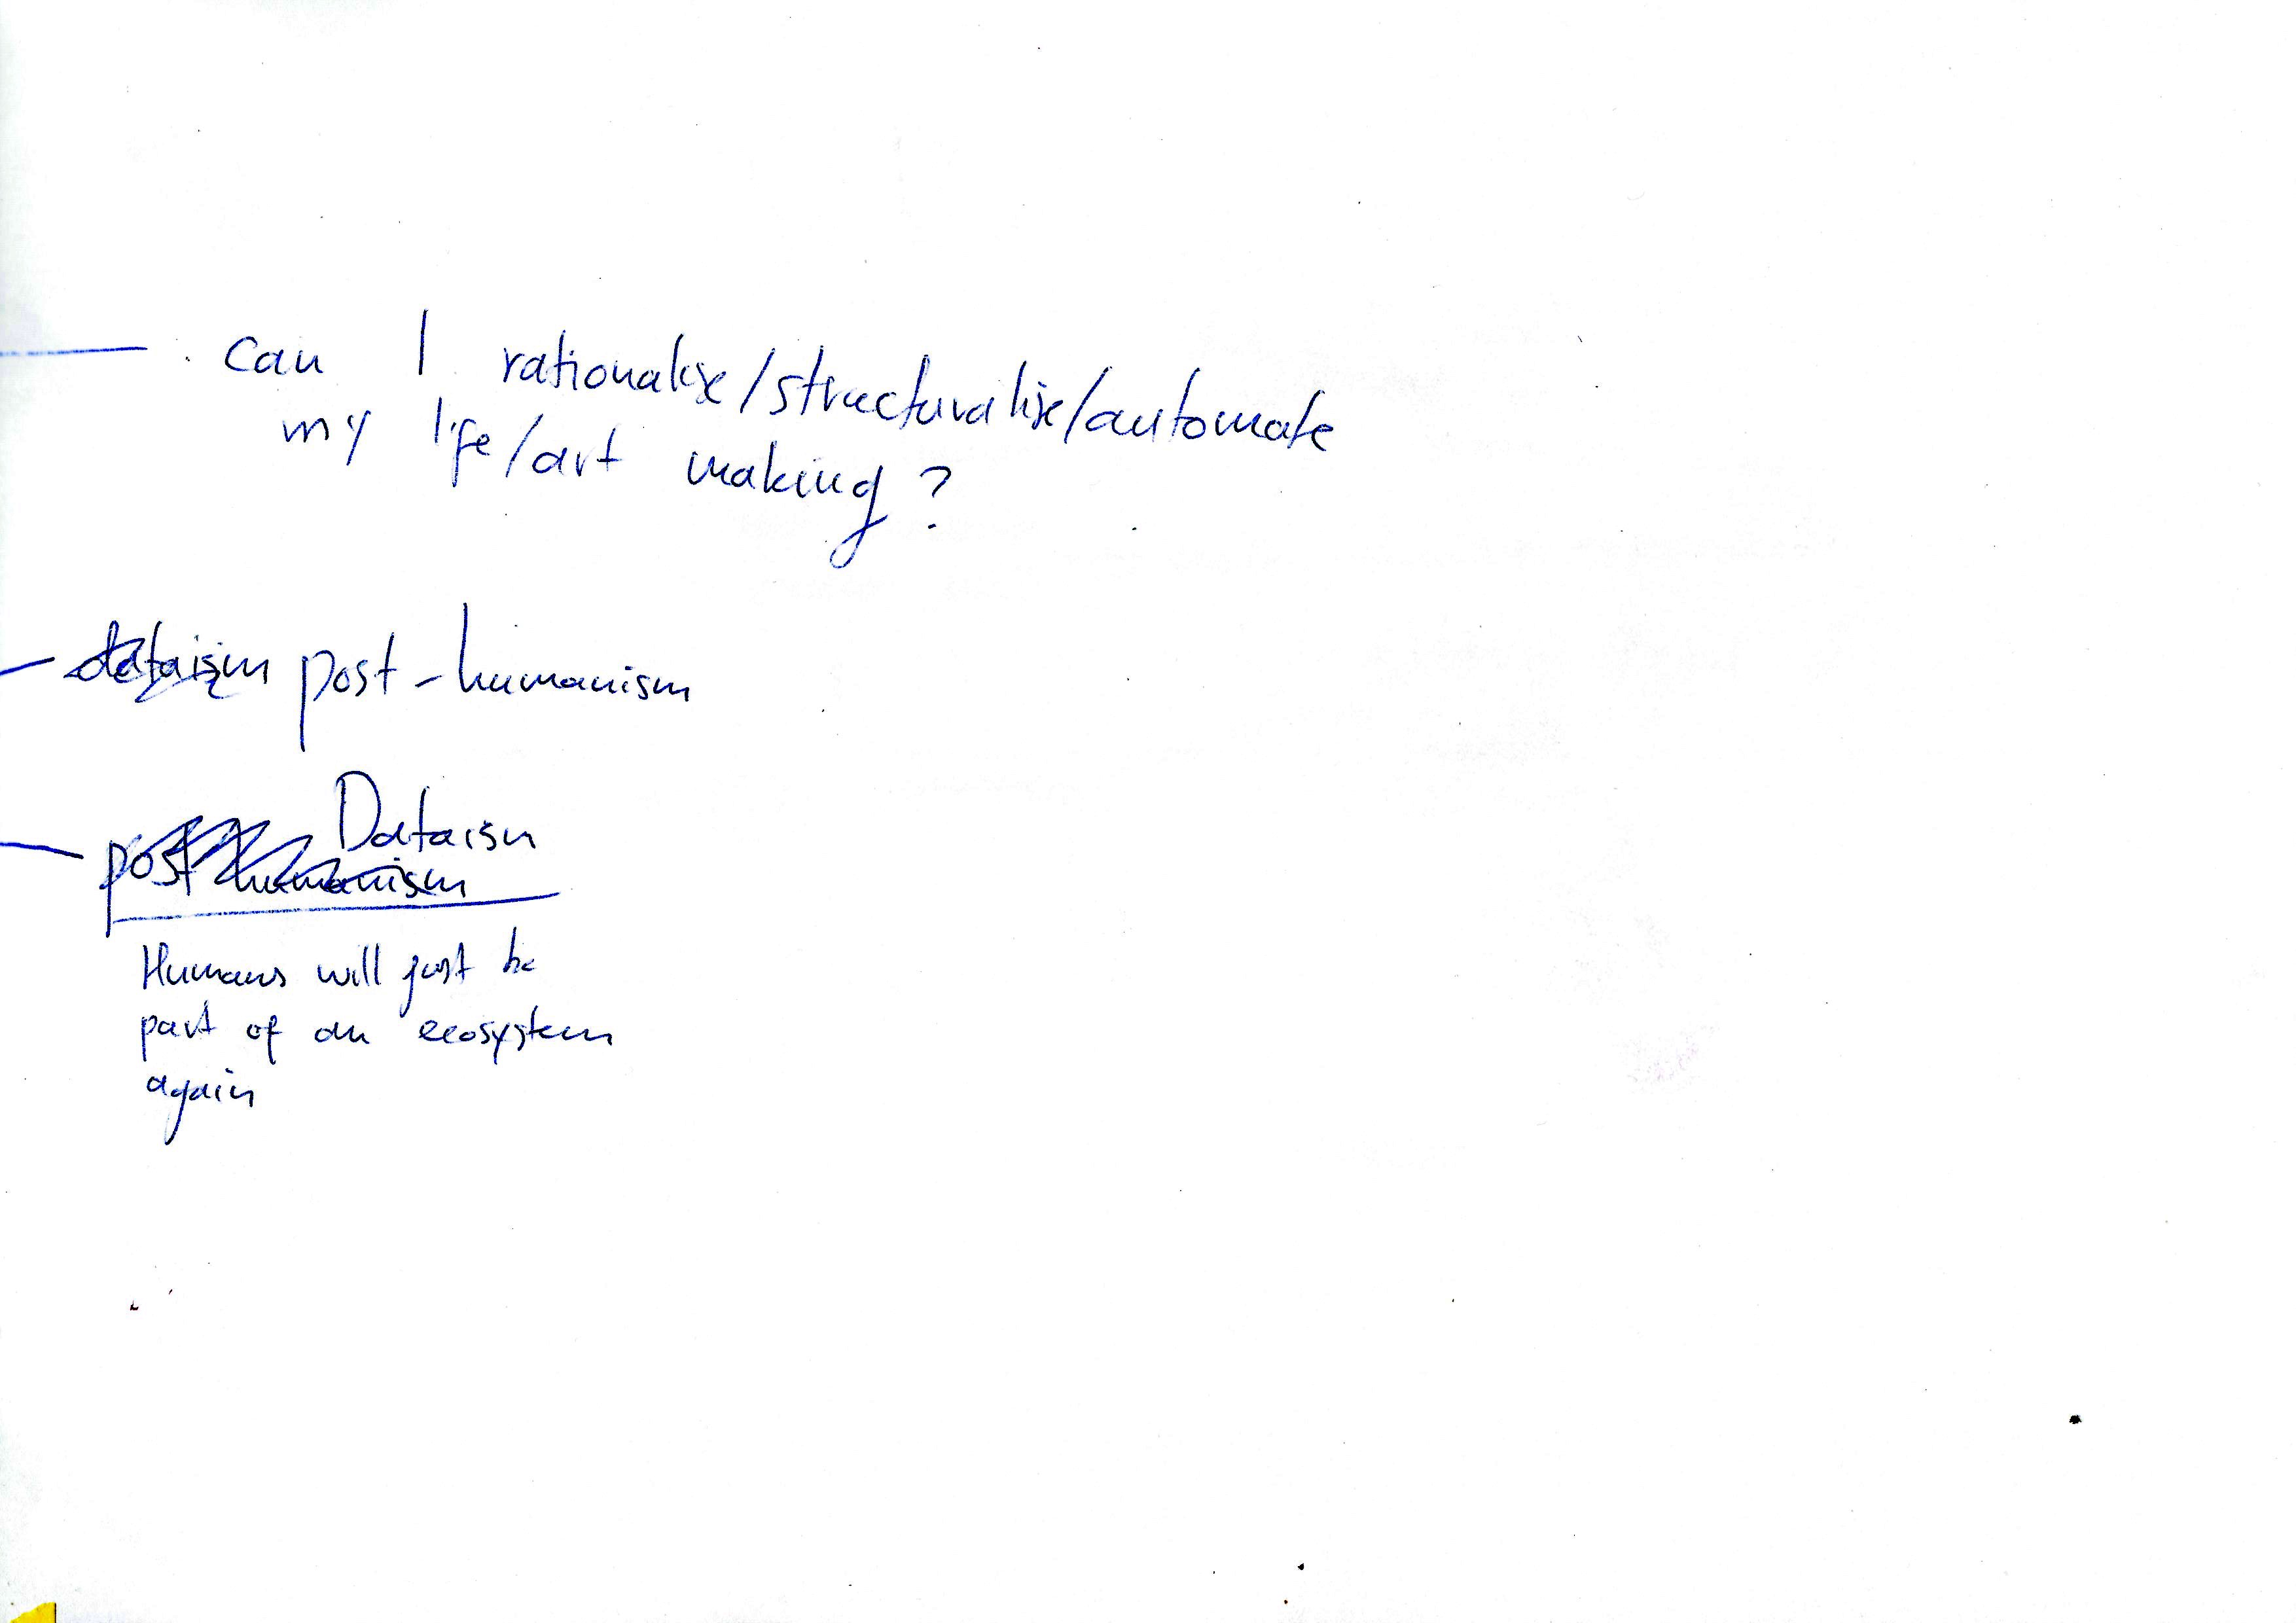 can I rationalise/structuralise/automate
my life/art making?
dataism post-humanism
Dataism
post humanism
Humans will just be
part of an ecosystem
again